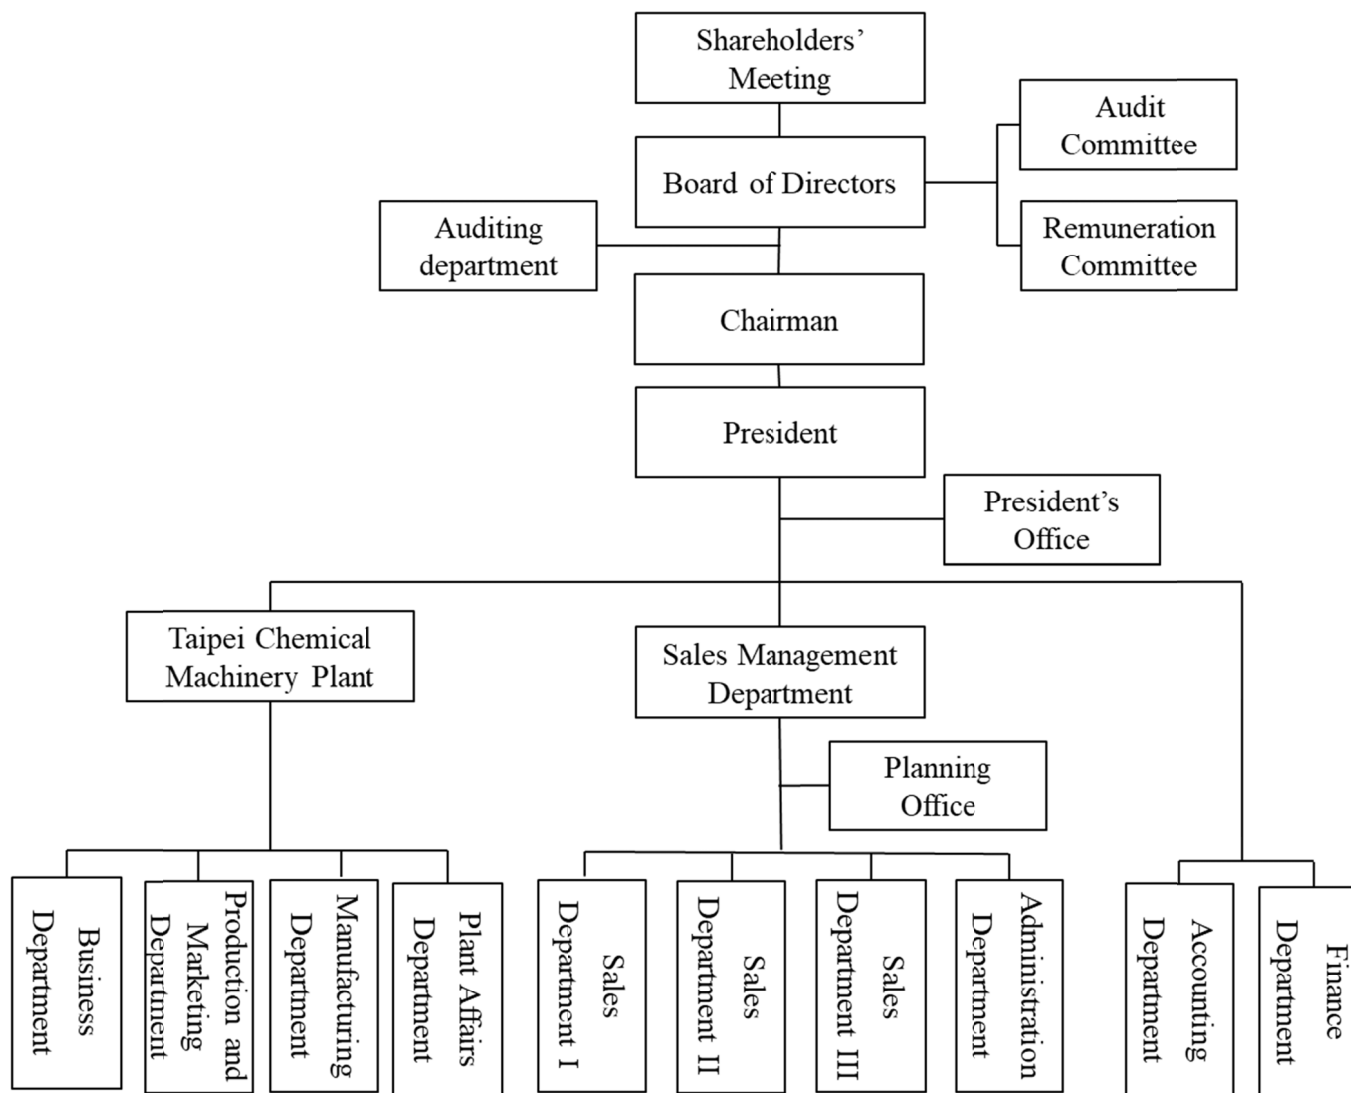 Shareholders’
Meeting
Audit
Committee
Board of Directors
Auditing
department
Remuneration
Committee
Chairman
President
President’s
Office
Taipei Chemical
Machinery Plant
Sales Management
Department
Planning
Office
Business
Department
Production and
Marketing
Department
Manufacturing
Department
Plant Affairs
Department
Sales
Department I
Sales
Department II
Sales
Department III
Administration
Department
Accounting
Department
Finance
Department